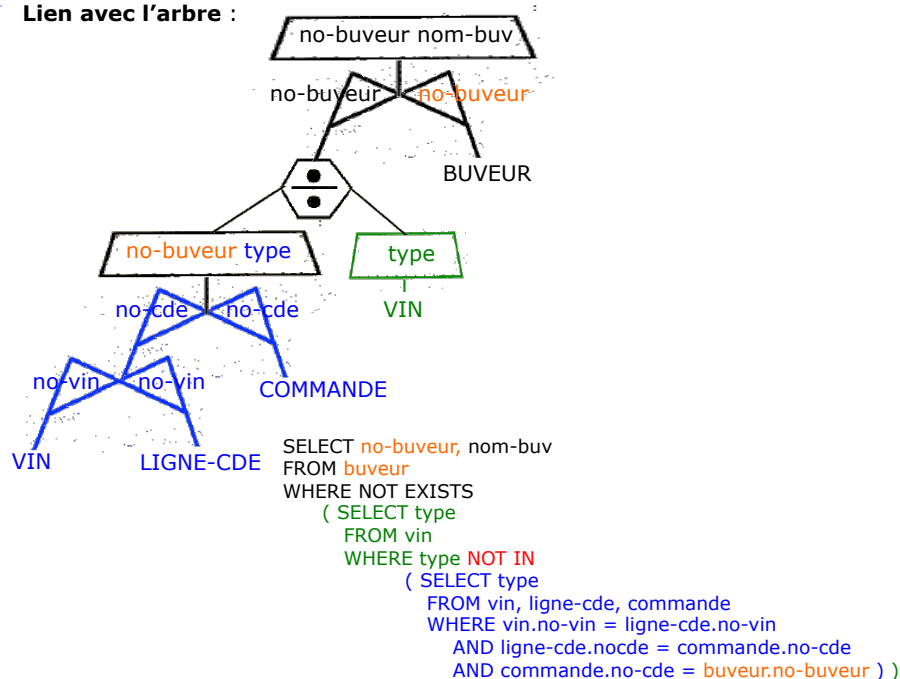 Lien avec l'arbre :
no-buveur nom-buv
no-buveur no-buveur
BUVEUR
no-buveur type
type
VIN
no-cde no-cde
COMMANDE
no-vin no-vin
VIN
LIGNE-CDE
SELECT no-buveur, nom-buv
FROM buveur
WHERE NOT EXISTS
( SELECT type
FROM vin
WHERE type NOT IN
( SELECT type
FROM vin, ligne-cde, commande
WHERE vin.no-vin = ligne-cde.no-vin
AND ligne-cde.nocde = commande.no-cde
AND commande.no-cde = buveur.no-buveur ) )